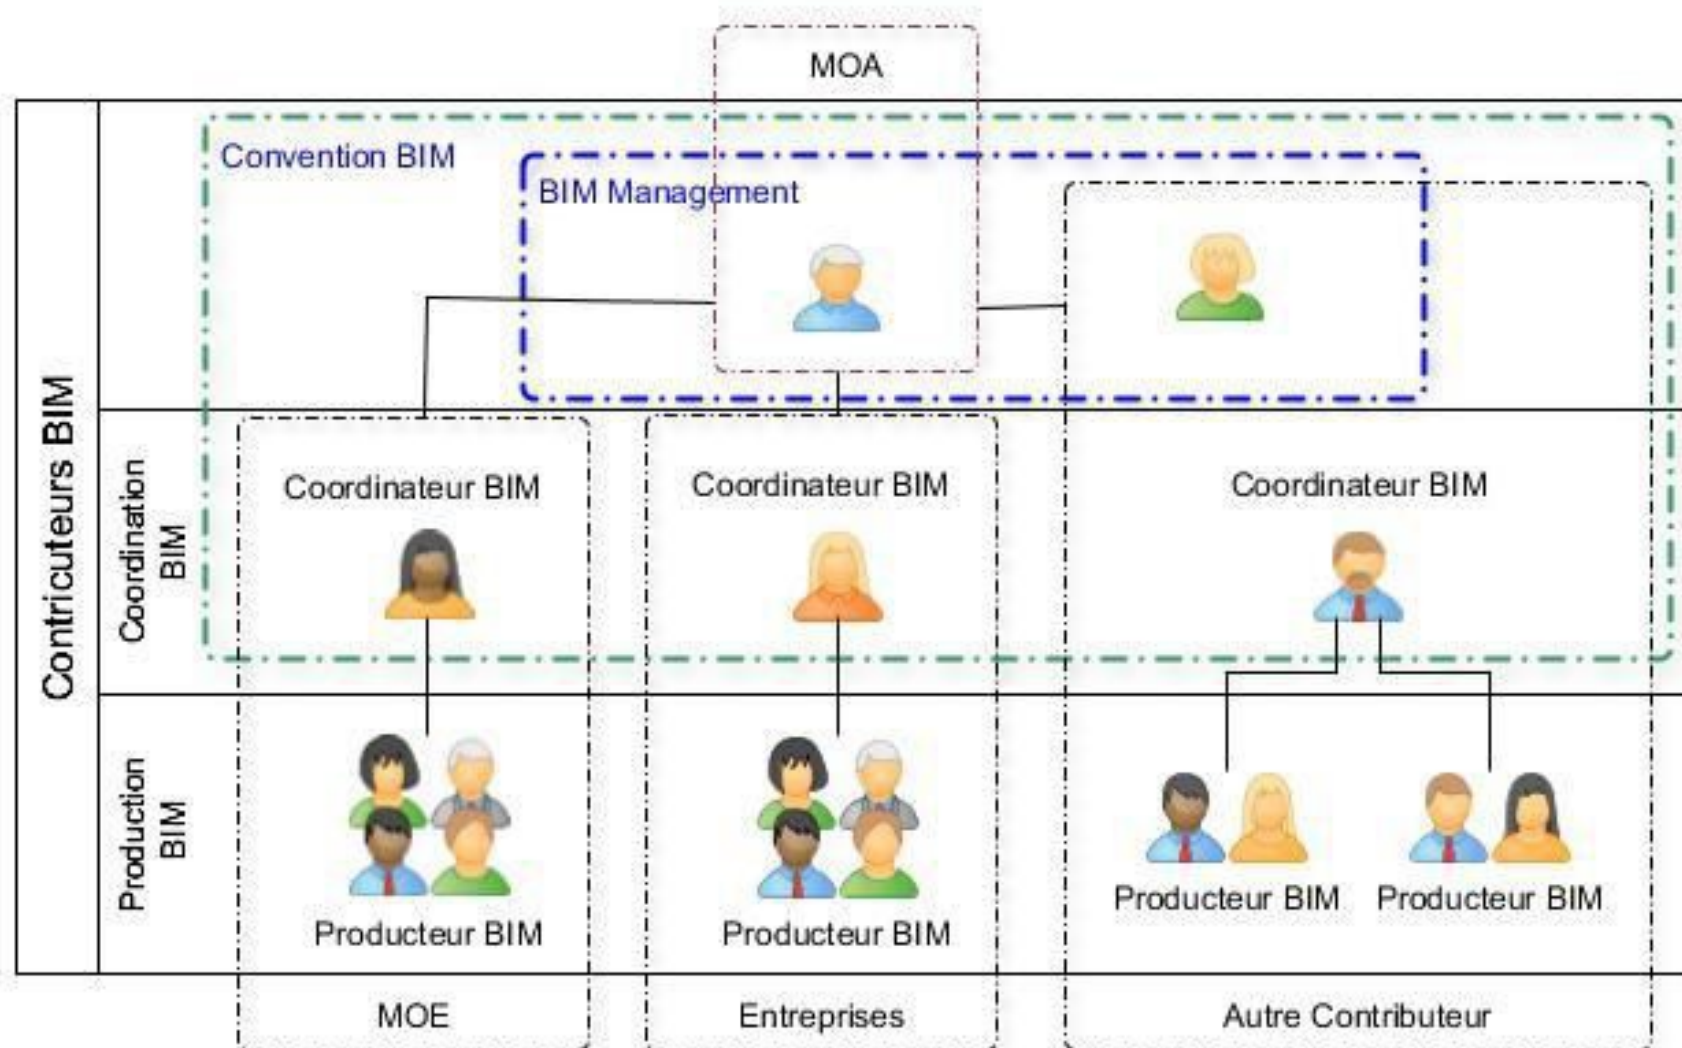 MOA
Convention BIM
BIM Management
Contricuteurs BIM
Coordination
BIM
Coordinateur BIM
Coordinateur BIM
Coordinateur BIM
Production
BIM
Producteur BIM
Producteur BIM
Producteur BIM
Producteur BIM
MOE
Entreprises
Autre Contributeur